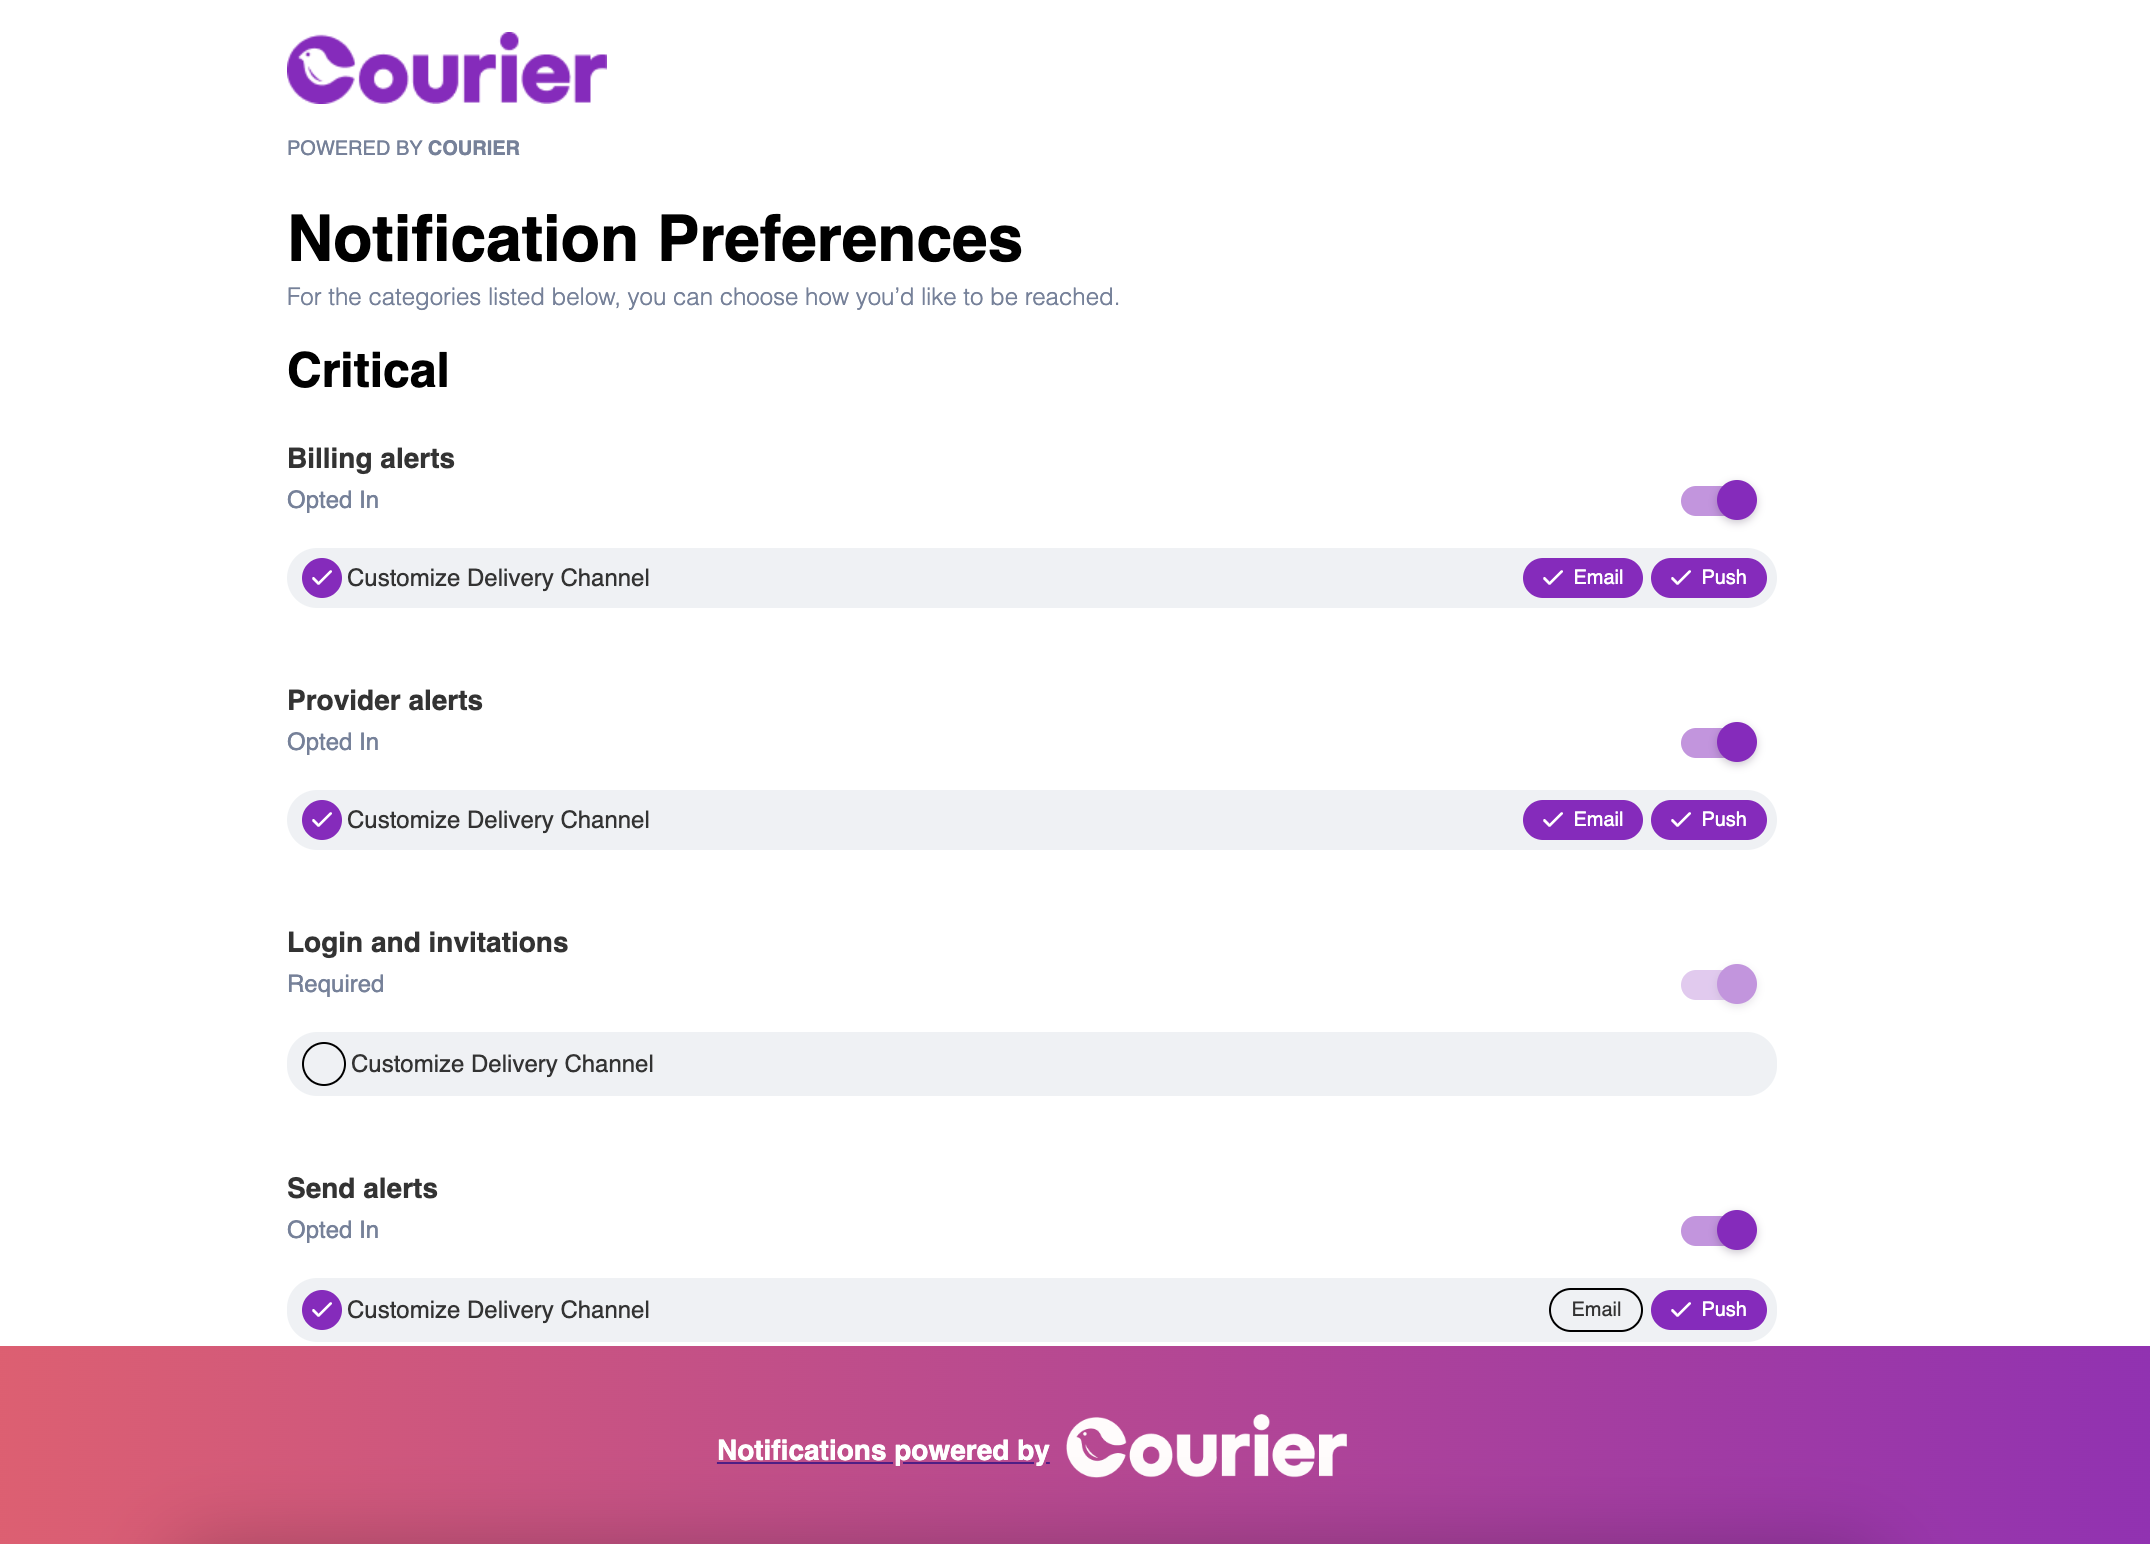 Courier
POWERED BY COURIER
Notification Preferences
For the categories listed below, you can choose how you’d like to be reached.
Critical
Billing alerts
Opted In
Customize Delivery Channel Email Push
Provider alerts
Opted In
Customize Delivery Channel Email Push
Login and invitations
Required
Customize Delivery Channel
Send alerts
Opted In
Customize Delivery Channel Email Push
Notifications powered by Courier